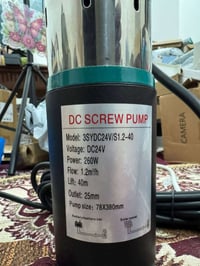 DC SCREW PUMP
Model: 3SYDC24V/S1.2-40
Voltage: DC24V
Power: 260W
Flow: 1.2m³/h
Lift: 40m
Outlet: 25mm
Pump size: 78X380mm
CAMERA